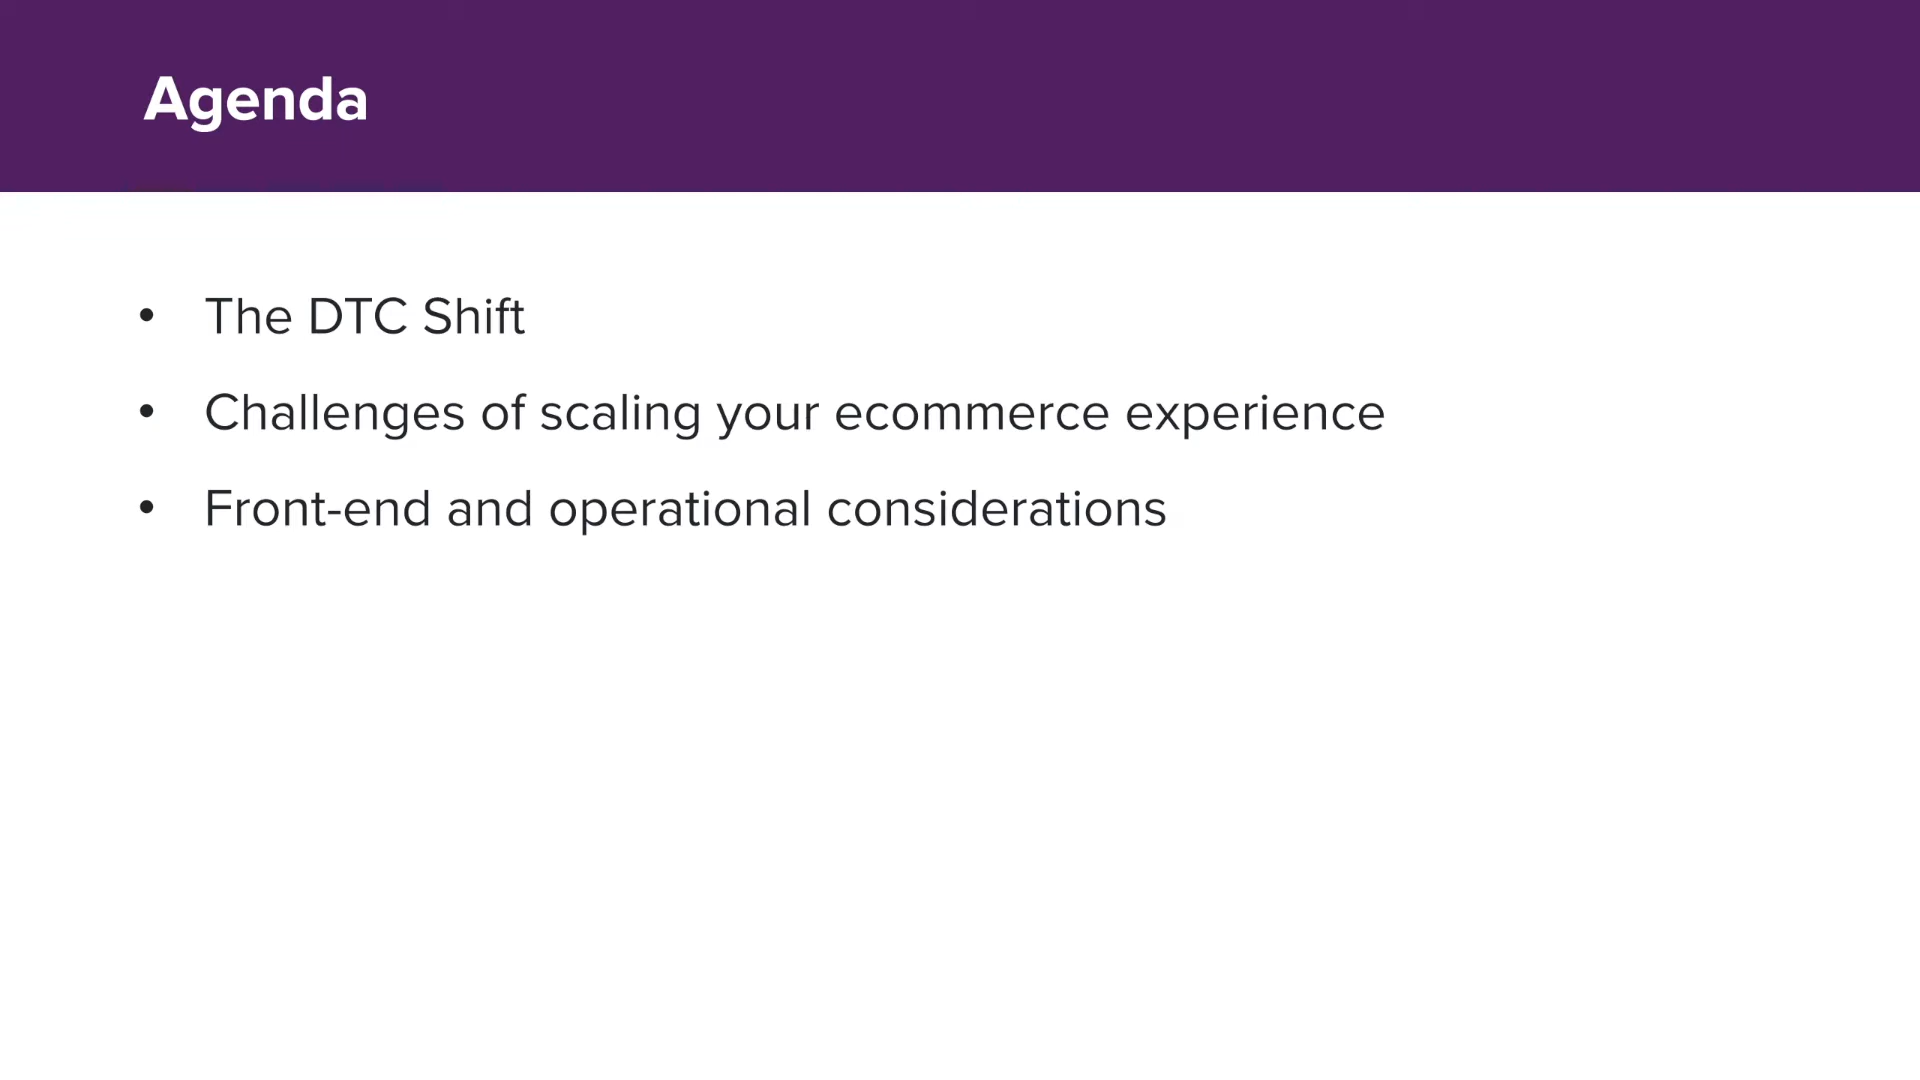 Agenda
• The DTC Shift
• Challenges of scaling your ecommerce experience
• Front-end and operational considerations